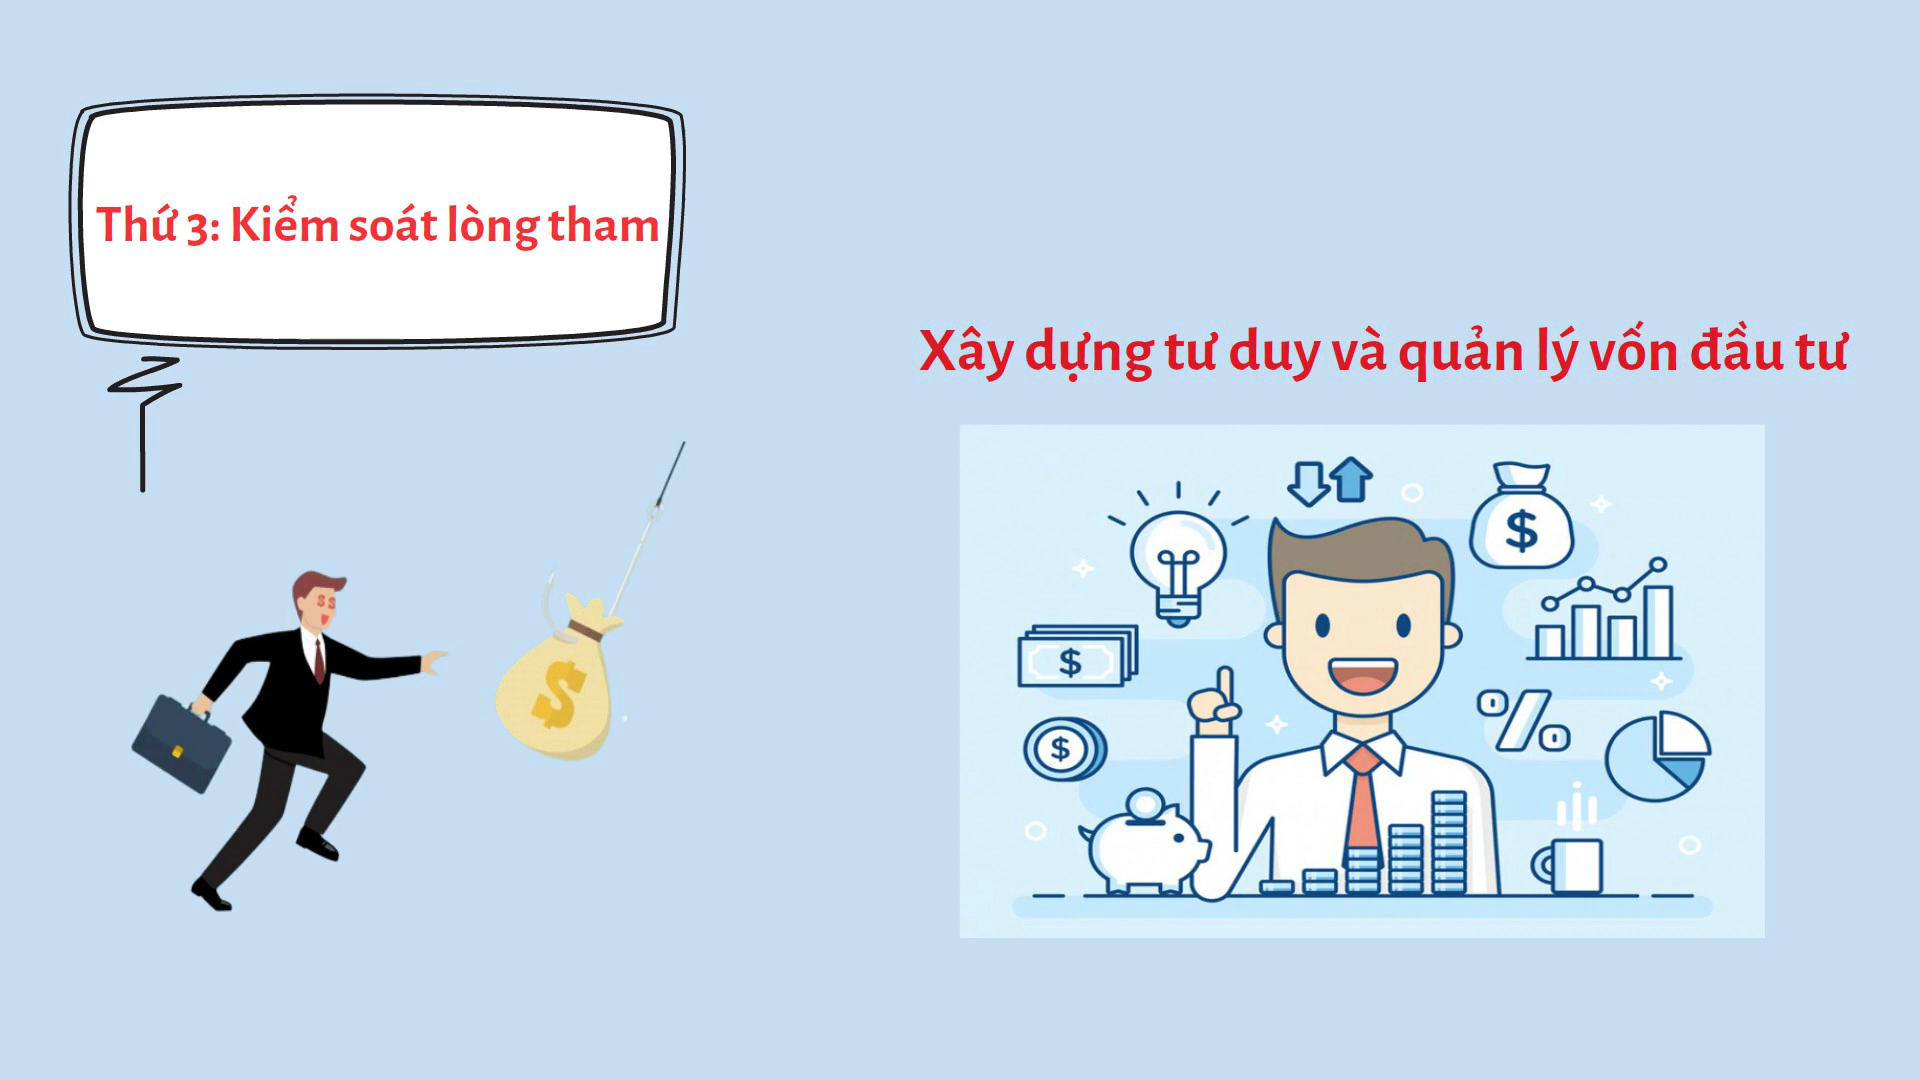 Thứ 3: Kiểm soát lòng tham
Xây dựng tư duy và quản lý vốn đầu tư